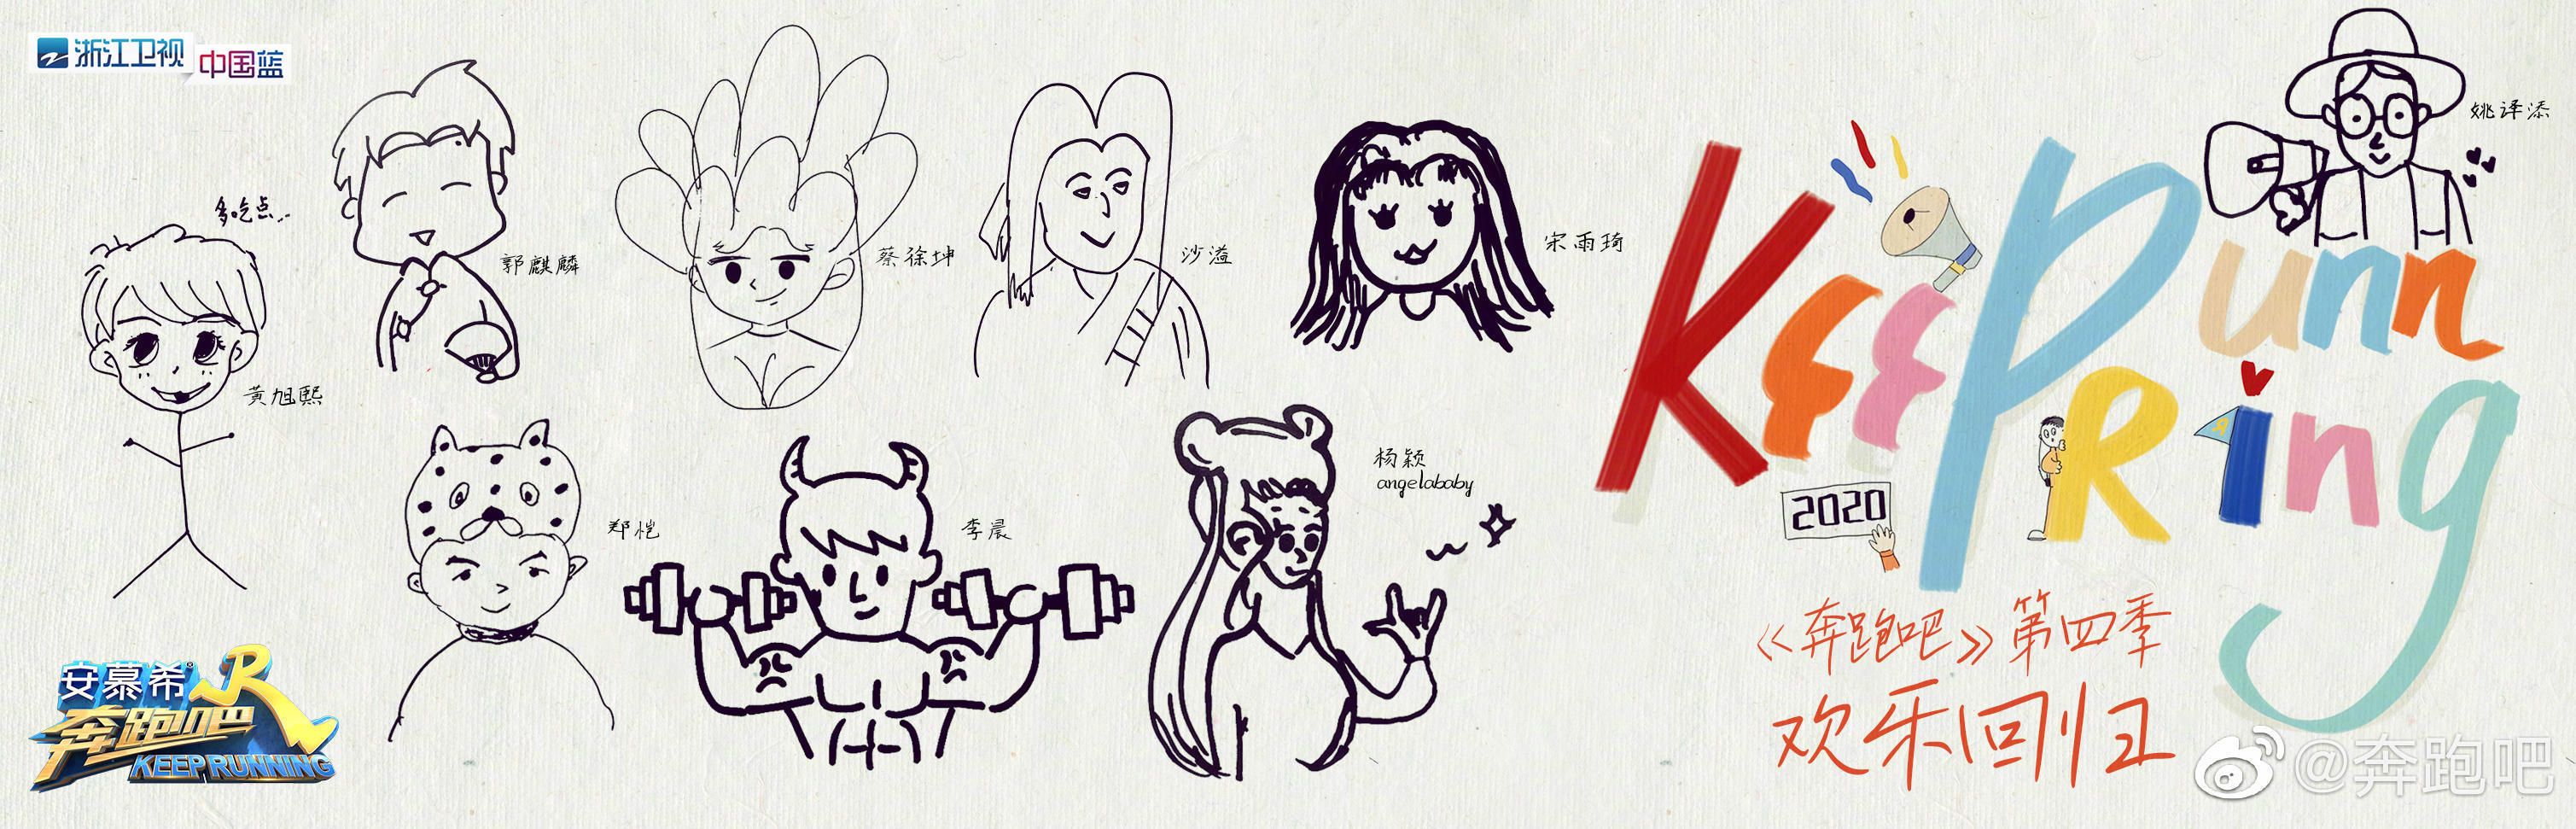 浙江卫视
中国蓝
多吃点...
黄旭熙
郭麒麟
蔡徐坤
沙溢
宋雨琦
郑恺
李晨
杨颖
angelababy
姚译添
KEEP Running
R
2020
《奔跑吧》第四季
欢乐回归
安慕希®
奔跑吧
KEEP RUNNING
@奔跑吧